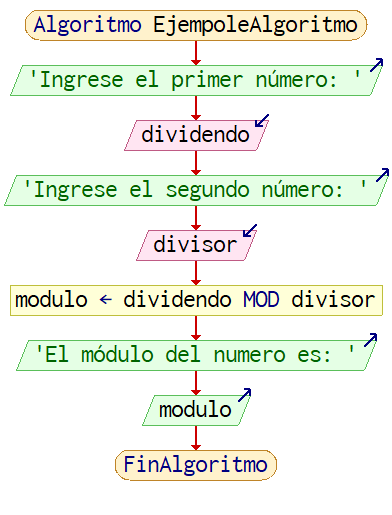 Algoritmo EjempoleAlgoritmo
'Ingrese el primer número: '
dividendo
'Ingrese el segundo número: '
divisor
modulo ← dividendo MOD divisor
'El módulo del numero es: '
modulo
FinAlgoritmo